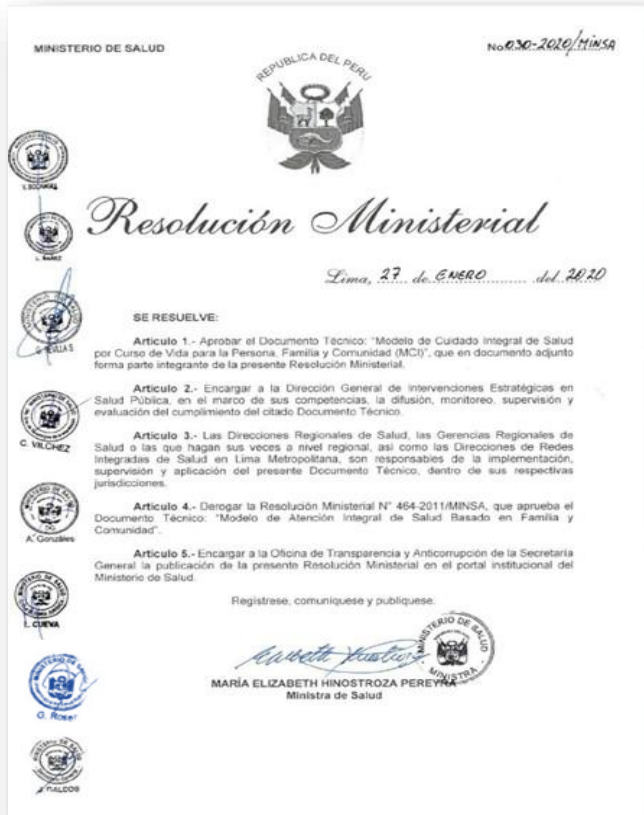 MINISTERIO DE SALUD
No 030-2020/MINSA
REPUBLICA DEL PERU
Resolución Ministerial
Lima, 27 de ENERO del 2020
SE RESUELVE:
Articulo 1.- Aprobar el Documento Técnico: "Modelo de Cuidado Integral de Salud
por Curso de Vida para la Persona, Familia y Comunidad (MCI)", que en documento adjunto
forma parte integrante de la presente Resolución Ministerial.
Artículo 2.- Encargar a la Dirección General de Intervenciones Estratégicas en
Salud Pública, en el marco de sus competencias, la difusión, monitoreo, supervisión y
evaluación del cumplimiento del citado Documento Técnico.
Artículo 3.- Las Direcciones Regionales de Salud, las Gerencias Regionales de
Salud o las que hagan sus veces a nivel regional, así como las Direcciones de Redes
Integradas de Salud en Lima Metropolitana, son responsables de la implementación,
supervisión y aplicación del presente Documento Técnico, dentro de sus respectivas
jurisdicciones.
Artículo 4.- Derogar la Resolución Ministerial N° 464-2011/MINSA, que aprueba el
Documento Técnico: "Modelo de Atención Integral de Salud Basado en Familia y
Comunidad".
Artículo 5.- Encargar a la Oficina de Transparencia y Anticorrupción de la Secretaría
General la publicación de la presente Resolución Ministerial en el portal institucional del
Ministerio de Salud.
Regístrese, comuníquese y publíquese.
MINISTERIO DE SALUD
MINISTRA
MARÍA ELIZABETH HINOSTROZA PEREYRA
Ministra de Salud
C. VILCHEZ
A. Gonzáles
L. CUEVA